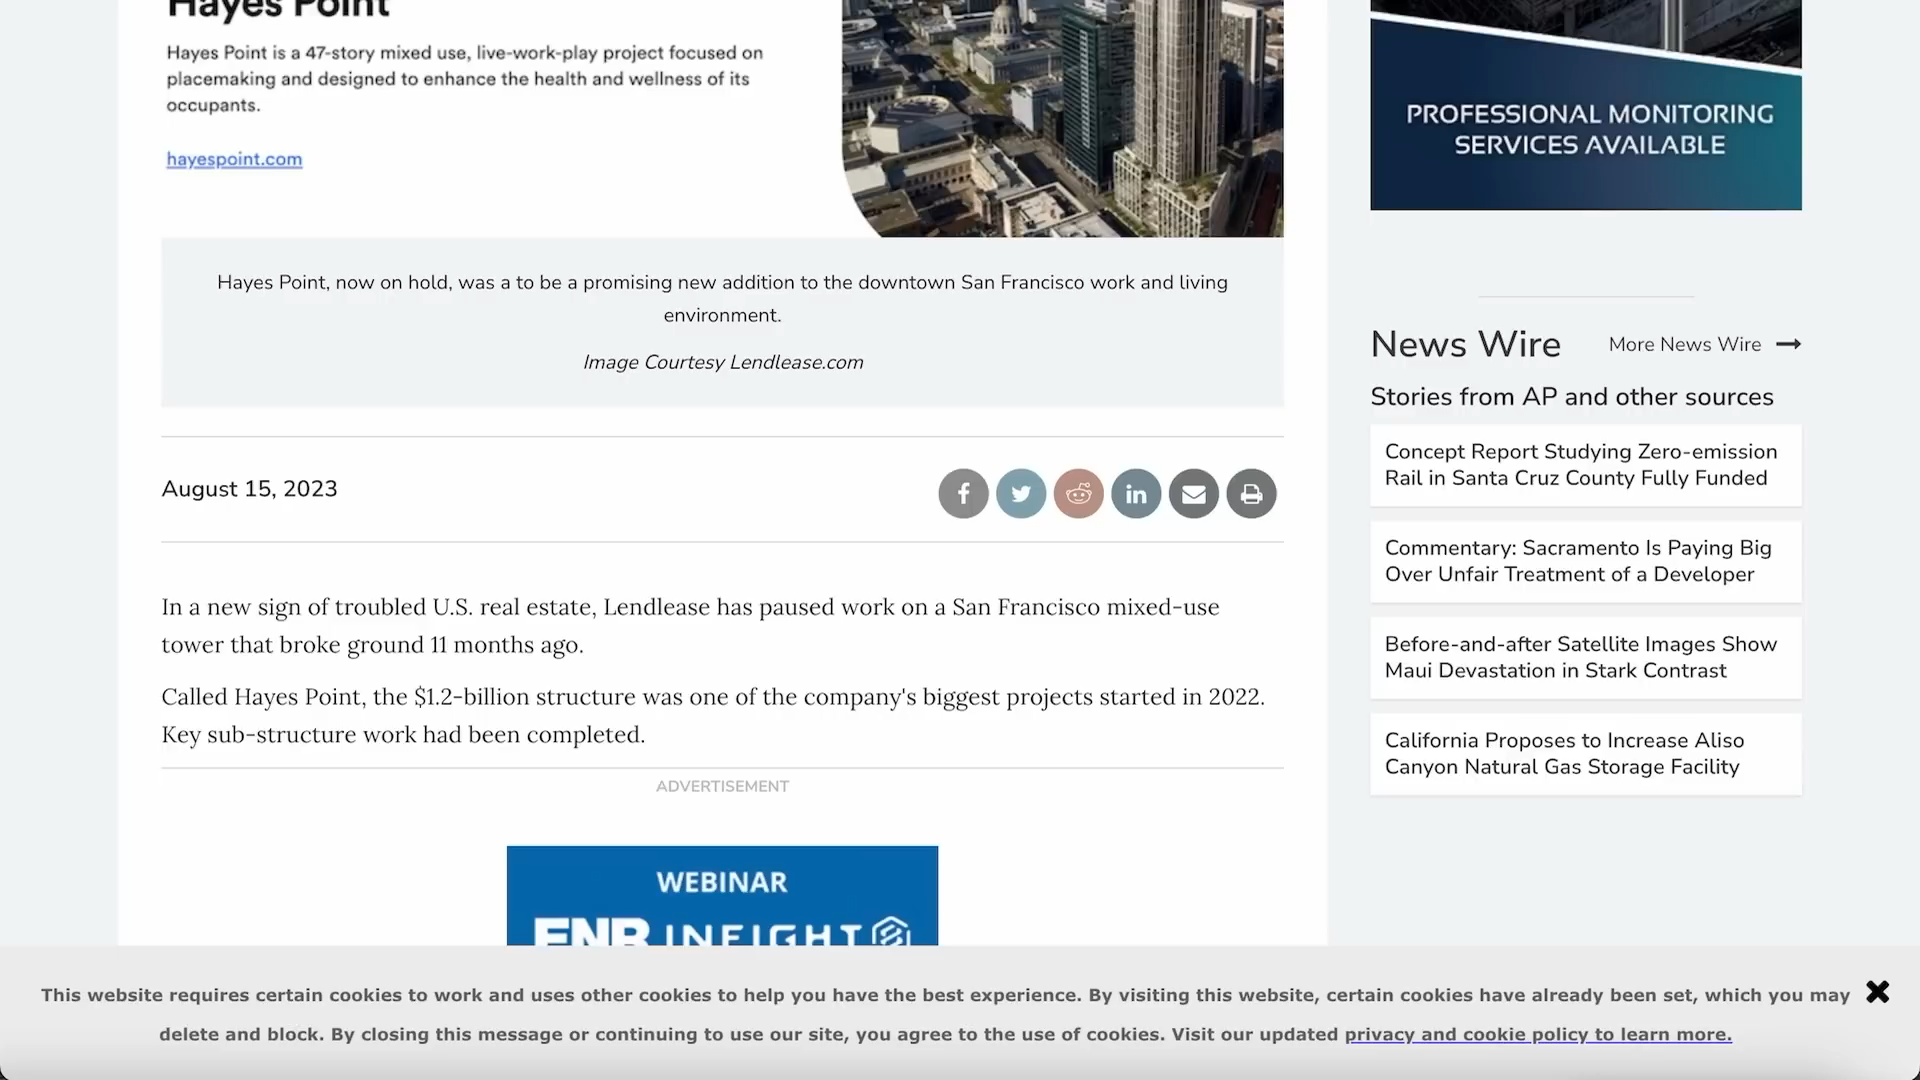 Hayes Point
Hayes Point is a 47-story mixed use, live-work-play project focused on
placemaking and designed to enhance the health and wellness of its
occupants.
hayespoint.com
Hayes Point, now on hold, was a to be a promising new addition to the downtown San Francisco work and living
environment.
Image Courtesy Lendlease.com
August 15, 2023
In a new sign of troubled U.S. real estate, Lendlease has paused work on a San Francisco mixed-use
tower that broke ground 11 months ago.
Called Hayes Point, the $1.2-billion structure was one of the company's biggest projects started in 2022.
Key sub-structure work had been completed.
ADVERTISEMENT
WEBINAR
ENR INFIGHT
PROFESSIONAL MONITORING
SERVICES AVAILABLE
News Wire
More News Wire
Stories from AP and other sources
Concept Report Studying Zero-emission
Rail in Santa Cruz County Fully Funded
Commentary: Sacramento Is Paying Big
Over Unfair Treatment of a Developer
Before-and-after Satellite Images Show
Maui Devastation in Stark Contrast
California Proposes to Increase Aliso
Canyon Natural Gas Storage Facility
This website requires certain cookies to work and uses other cookies to help you have the best experience. By visiting this website, certain cookies have already been set, which you may
delete and block. By closing this message or continuing to use our site, you agree to the use of cookies. Visit our updated privacy and cookie policy to learn more.